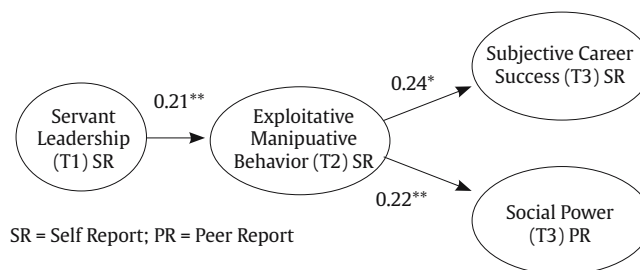 Servant
Leadership
(T1) SR
0.21**
Exploitative
Manipuative
Behavior (T2) SR
0.24*
Subjective Career
Success (T3) SR
0.22**
Social Power
(T3) PR
SR = Self Report; PR = Peer Report